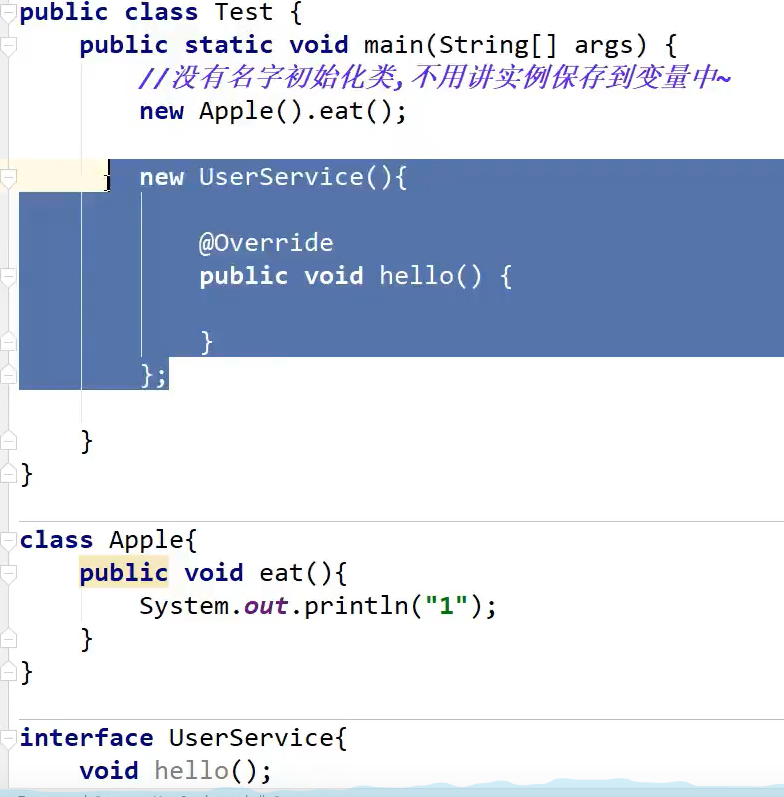 public class Test {
public static void main(String[] args) {
//没有名字初始化类,不用讲实例保存到变量中~
new Apple().eat();
new UserService(){
@Override
public void hello() {
}
};
}
}
class Apple{
public void eat(){
System.out.println("1");
}
}
interface UserService{
void hello();